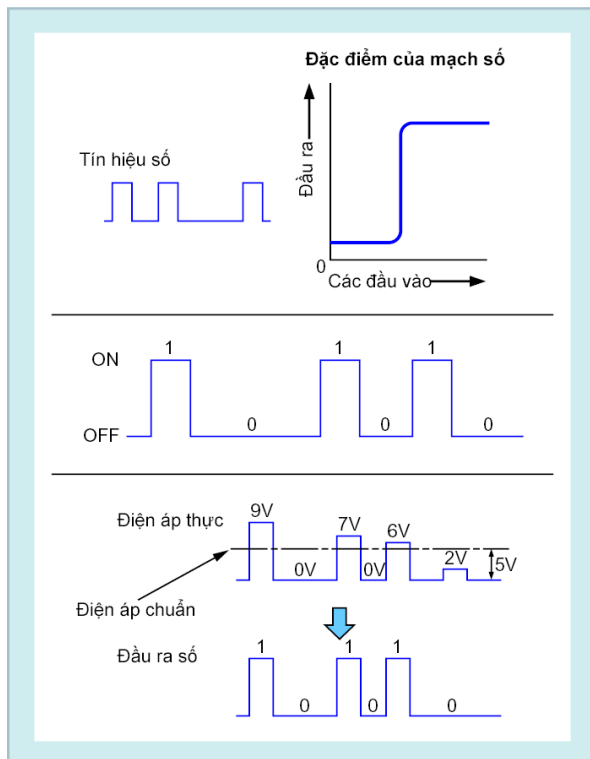 Đặc điểm của mạch số
Tín hiệu số
Đầu ra
0
Các đầu vào
ON
1
1
1
0
0
0
OFF
Điện áp thực
9V
7V
6V
0V
0V
2V
5V
Điện áp chuẩn
Đầu ra số
1
1
1
0
0
0